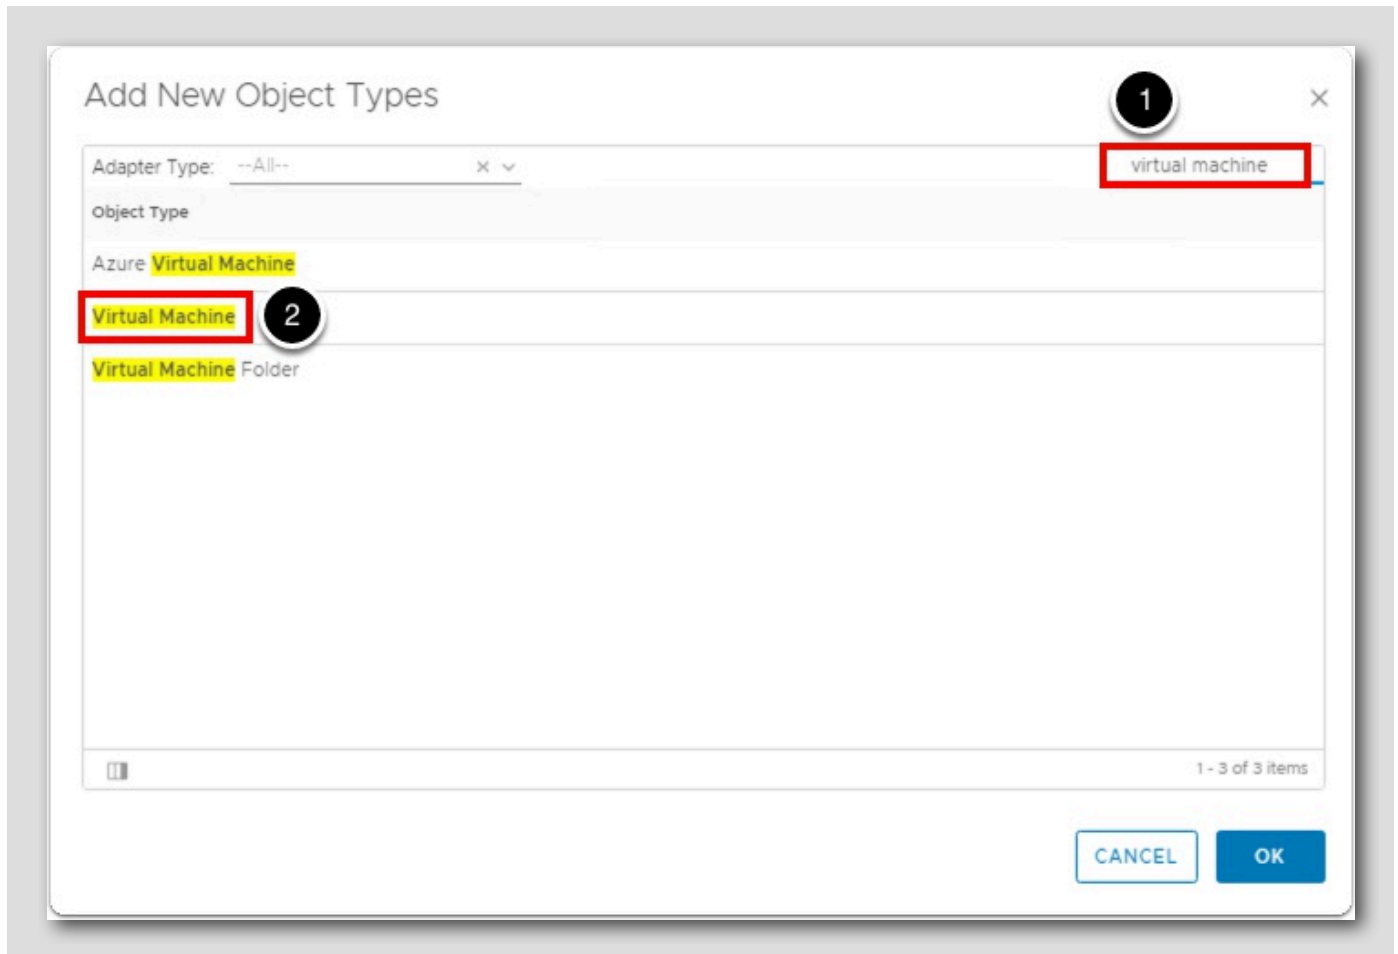 Add New Object Types
1
Adapter Type: --All--
virtual machine
Object Type
Azure Virtual Machine
Virtual Machine
2
Virtual Machine Folder
1 - 3 of 3 items
CANCEL
OK